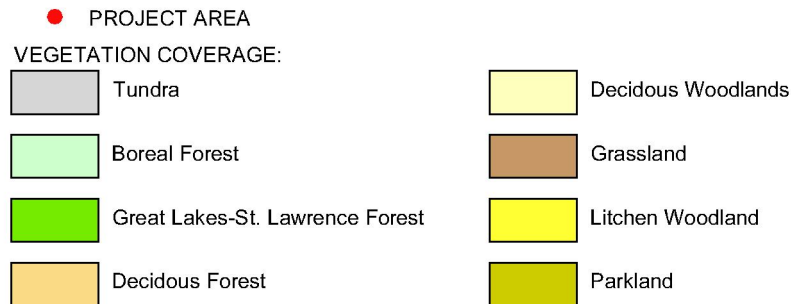 PROJECT AREA
VEGETATION COVERAGE:
Tundra
Boreal Forest
Great Lakes-St. Lawrence Forest
Decidous Forest
Decidous Woodlands
Grassland
Litchen Woodland
Parkland